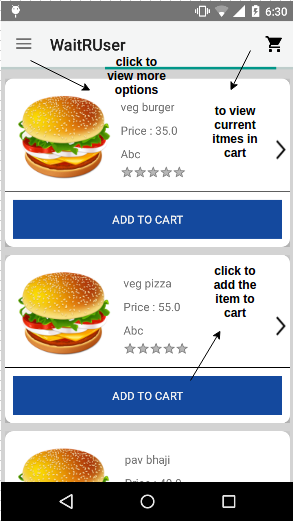 6:30
WaitRUser
click to
view more
options
veg burger
Price : 35.0
Abc
to view
current
itmes in
cart
ADD TO CART
veg pizza
Price : 55.0
Abc
click to
add the
item to
cart
ADD TO CART
pav bhaji